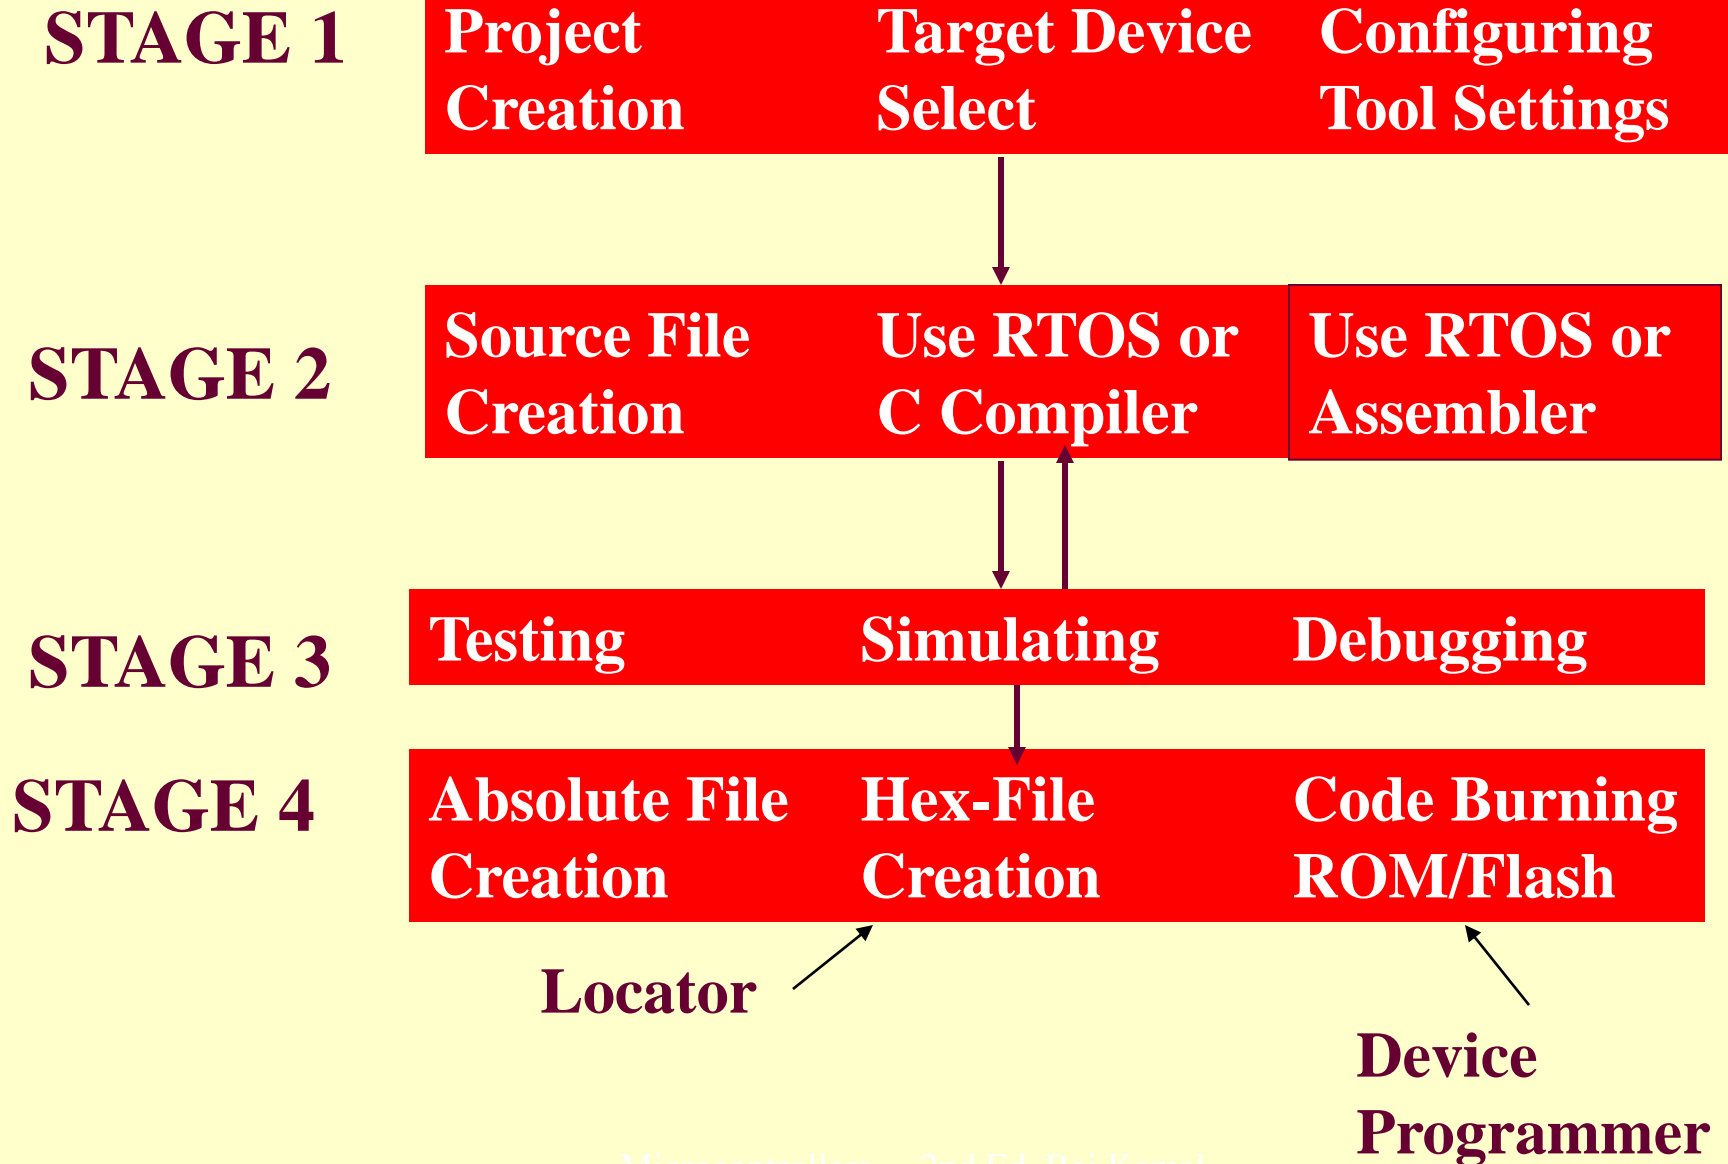 STAGE 1
Project Creation
Target Device Select
Configuring Tool Settings
STAGE 2
Source File Creation
Use RTOS or C Compiler
Use RTOS or Assembler
STAGE 3
Testing
Simulating
Debugging
STAGE 4
Absolute File Creation
Hex-File Creation
Code Burning ROM/Flash
Locator
Device
Programmer